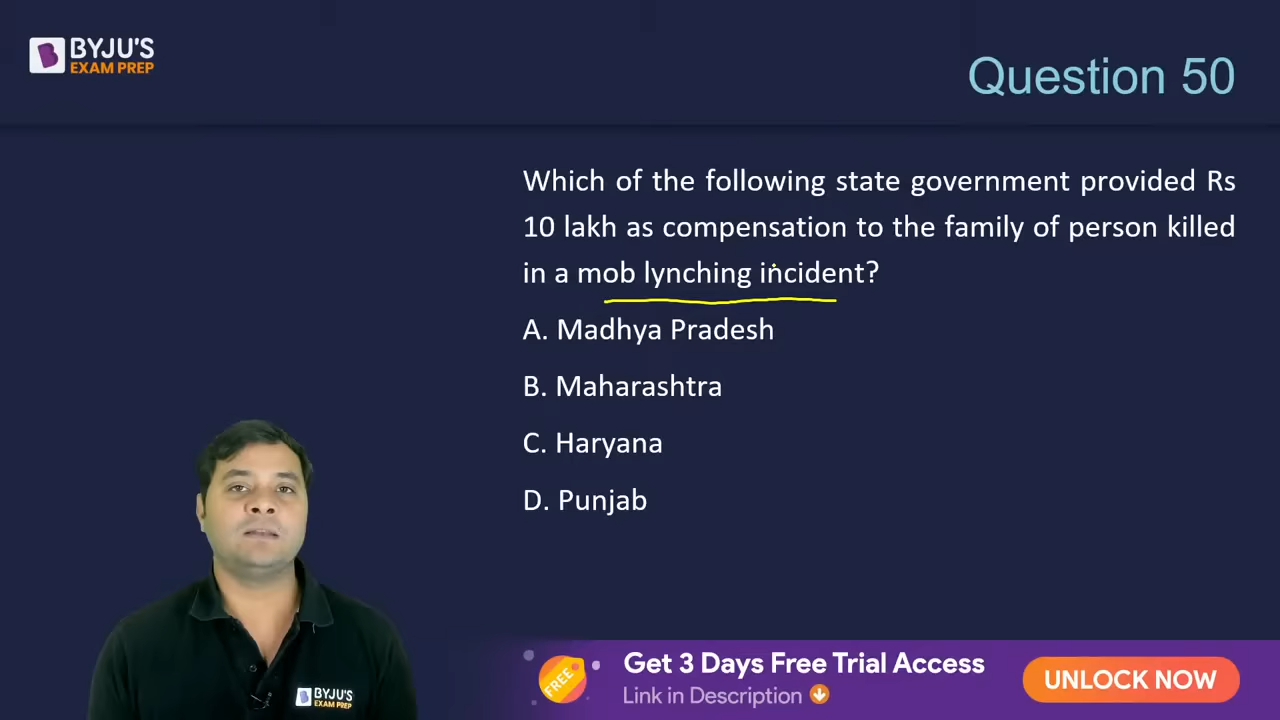 BYJU'S
EXAM PREP
Question 50
Which of the following state government provided Rs
10 lakh as compensation to the family of person killed
in a mob lynching incident?
A. Madhya Pradesh
B. Maharashtra
C. Haryana
D. Punjab
BYJU'S
EXAM PREP
FREE
Get 3 Days Free Trial Access
Link in Description
UNLOCK NOW